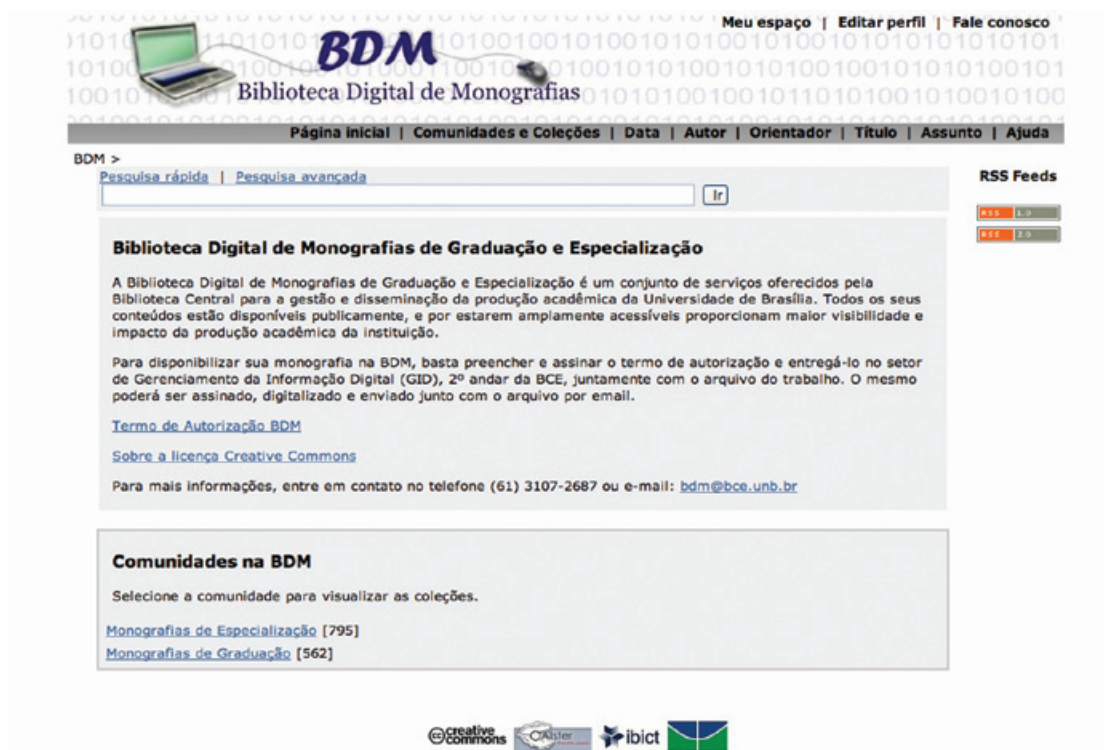 Meu espaço | Editar perfil | Fale conosco
BDM
Biblioteca Digital de Monografias
Página inicial | Comunidades e Coleções | Data | Autor | Orientador | Título | Assunto | Ajuda
BDM >
Pesquisa rápida | Pesquisa avançada
Ir
RSS Feeds
RSS 1.0
RSS 2.0
Biblioteca Digital de Monografias de Graduação e Especialização
A Biblioteca Digital de Monografias de Graduação e Especialização é um conjunto de serviços oferecidos pela
Biblioteca Central para a gestão e disseminação da produção acadêmica da Universidade de Brasília. Todos os seus
conteúdos estão disponíveis publicamente, e por estarem amplamente acessíveis proporcionam maior visibilidade e
impacto da produção acadêmica da instituição.
Para disponibilizar sua monografia na BDM, basta preencher e assinar o termo de autorização e entregá-lo no setor
de Gerenciamento da Informação Digital (GID), 2º andar da BCE, juntamente com o arquivo do trabalho. O mesmo
poderá ser assinado, digitalizado e enviado junto com o arquivo por email.
Termo de Autorização BDM
Sobre a licença Creative Commons
Para mais informações, entre em contato no telefone (61) 3107-2687 ou e-mail: bdm@bce.unb.br
Comunidades na BDM
Selecione a comunidade para visualizar as coleções.
Monografias de Especialização [795]
Monografias de Graduação [562]
cc creative commons
OAIster
ibict